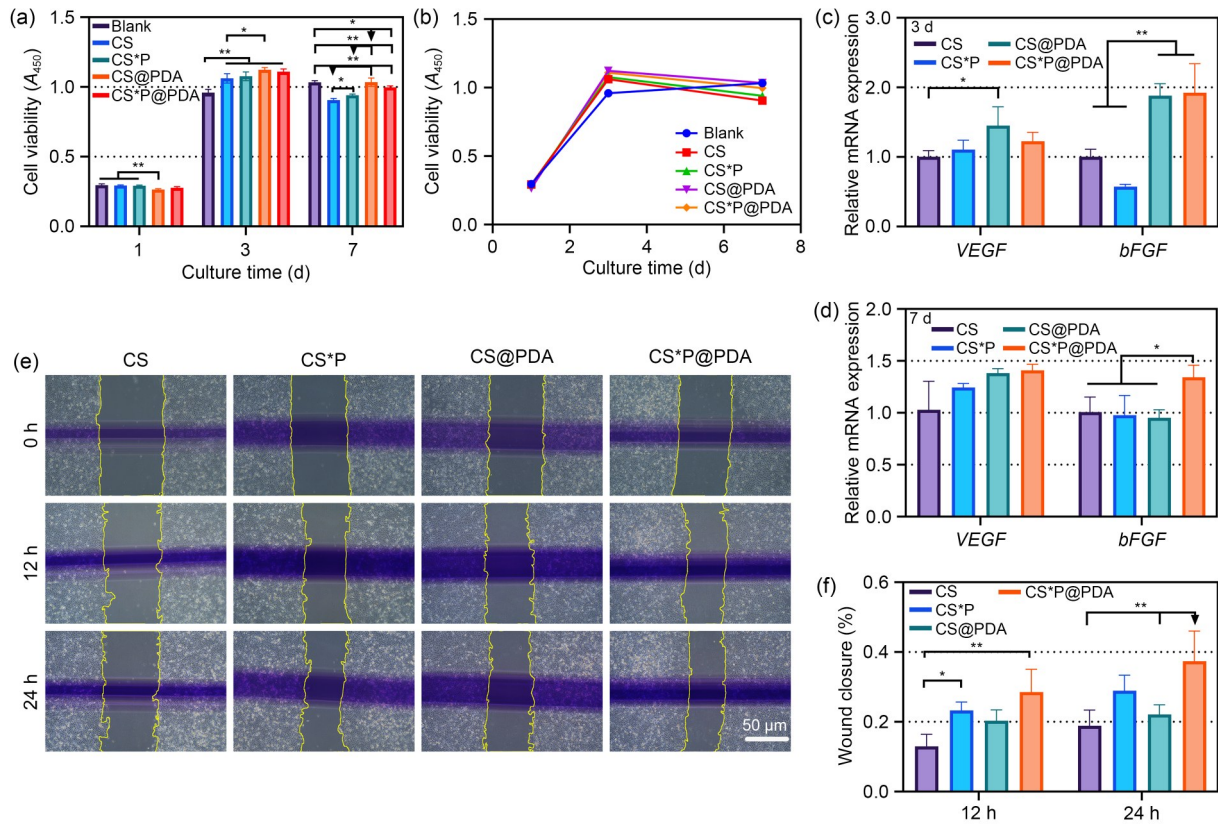 (a)
Cell viability (A450)
1.5
1.0
0.5
0.0
Blank
CS
CS*P
CS@PDA
CS*P@PDA
**
**
*
*
**
**
*
1
3
7
Culture time (d)
(b)
Cell viability (A450)
1.5
1.0
0.5
0.0
Blank
CS
CS*P
CS@PDA
CS*P@PDA
0
2
4
6
8
Culture time (d)
(c)
Relative mRNA expression
3.0
2.0
1.0
0.0
3 d
CS
CS@PDA
CS*P
CS*P@PDA
*
**
VEGF
bFGF
(d)
Relative mRNA expression
2.0
1.5
1.0
0.5
0.0
7 d
CS
CS@PDA
CS*P
CS*P@PDA
*
VEGF
bFGF
(e)
CS
CS*P
CS@PDA
CS*P@PDA
0 h
12 h
24 h
50 μm
(f)
Wound closure (%)
0.6
0.4
0.2
0.0
CS
CS*P@PDA
CS*P
CS@PDA
*
**
**
12 h
24 h